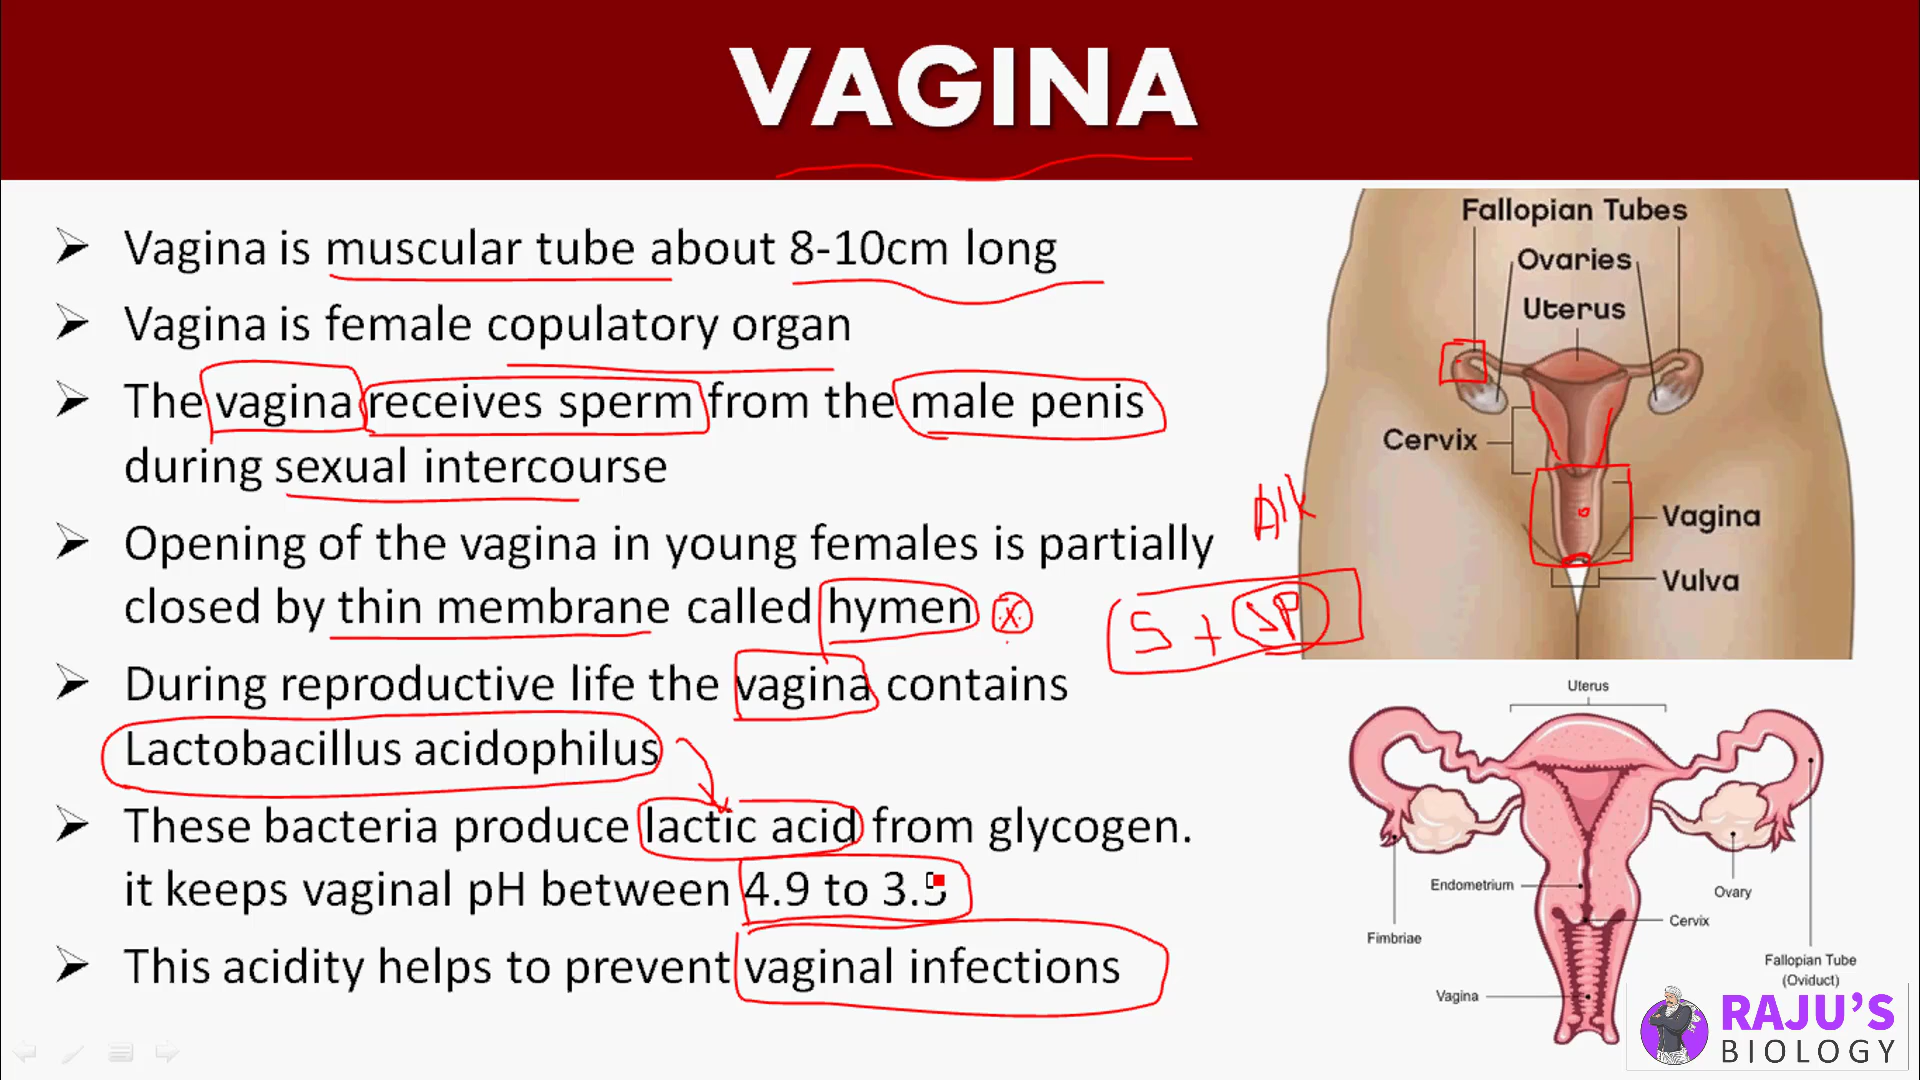 VAGINA
Vagina is muscular tube about 8-10cm long
Vagina is female copulatory organ
The vagina receives sperm from the male penis
during sexual intercourse
Opening of the vagina in young females is partially
closed by thin membrane called hymen
During reproductive life the vagina contains
Lactobacillus acidophilus
These bacteria produce lactic acid from glycogen.
it keeps vaginal pH between 4.9 to 3.5
This acidity helps to prevent vaginal infections
Alk
S + SP
Fallopian Tubes
Ovaries
Uterus
Cervix
Vagina
Vulva
Uterus
Endometrium
Ovary
Cervix
Fimbriae
Fallopian Tube
(Oviduct)
Vagina
RAJU'S
BIOLOGY